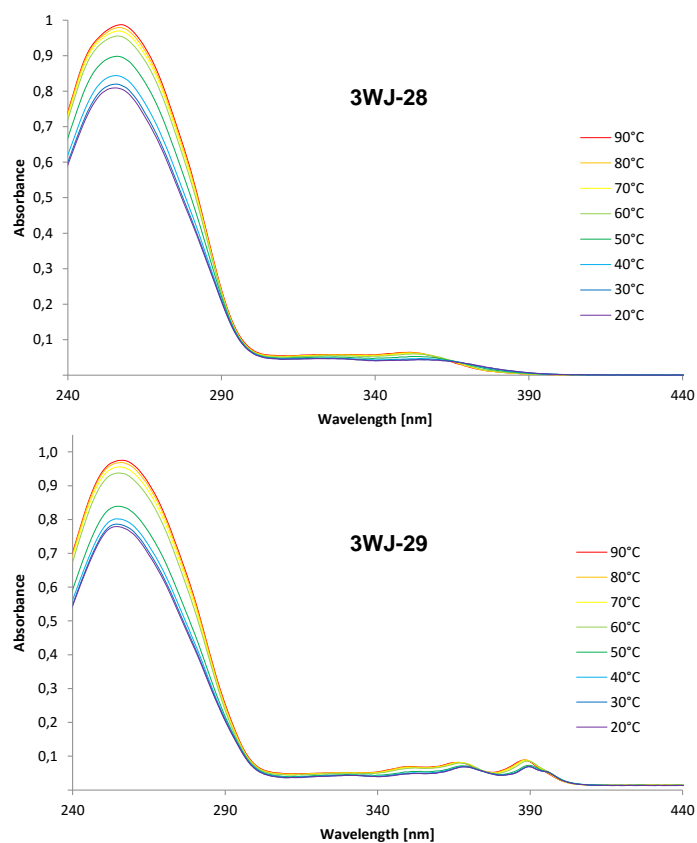 1
0,9
0,8
0,7
0,6
0,5
0,4
0,3
0,2
0,1
Absorbance
3WJ-28
90°C
80°C
70°C
60°C
50°C
40°C
30°C
20°C
240 290 340 390 440
Wavelength [nm]
1,0
0,9
0,8
0,7
0,6
0,5
0,4
0,3
0,2
0,1
Absorbance
3WJ-29
90°C
80°C
70°C
60°C
50°C
40°C
30°C
20°C
240 290 340 390 440
Wavelength [nm]